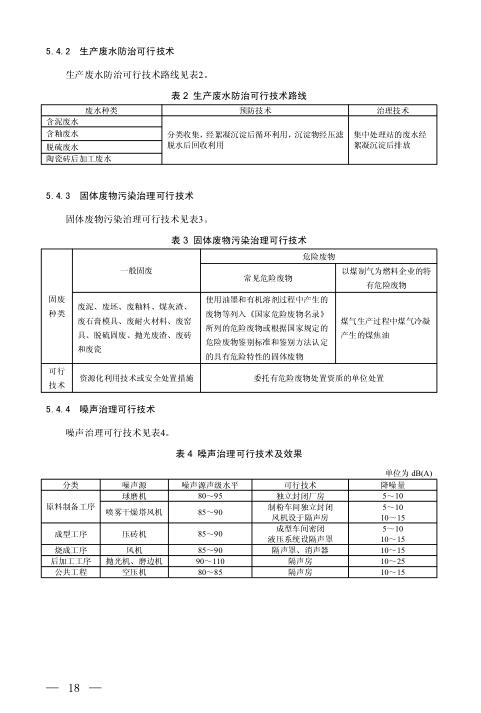 5.4.2 生产废水防治可行技术
生产废水防治可行技术路线见表2。
表 2 生产废水防治可行技术路线
废水种类 预防技术 治理技术
含泥废水
含釉废水
脱硫废水
陶瓷砖后加工废水
分类收集，经絮凝沉淀后循环利用，沉淀物经压滤
脱水后回收利用
集中处理站的废水经
絮凝沉淀后排放
5.4.3 固体废物污染治理可行技术
固体废物污染治理可行技术见表3。
表 3 固体废物污染治理可行技术
固废
种类
一般固废
危险废物
常见危险废物
以煤制气为燃料企业的特
有危险废物
废泥、废坯、废釉料、煤灰渣、
废石膏模具、废耐火材料、废窑
具、脱硫固废、抛光废渣、废砖
和废瓷
使用油墨和有机溶剂过程中产生的
废物等列入《国家危险废物名录》
所列的危险废物或根据国家规定的
危险废物鉴别标准和鉴别方法认定
的具有危险特性的固体废物
煤气生产过程中煤气冷凝
产生的煤焦油
可行
技术
资源化利用技术或安全处置措施
委托有危险废物处置资质的单位处置
5.4.4 噪声治理可行技术
噪声治理可行技术见表4。
表 4 噪声治理可行技术及效果
单位为 dB(A)
分类 噪声源 噪声源声级水平 可行技术 降噪量
原料制备工序
球磨机 80～95 独立封闭厂房 5～10
喷雾干燥塔风机 85～90
制粉车间独立封闭 5～10
风机设于隔声房 10～15
成型工序 压砖机 85～90
成型车间密闭 5～10
液压系统设隔声罩 10～15
烧成工序 风机 85～90 隔声罩、消声器 10～15
后加工工序 抛光机、磨边机 90～110 隔声房 10～25
公共工程 空压机 80～85 隔声房 10～15
— 18 —